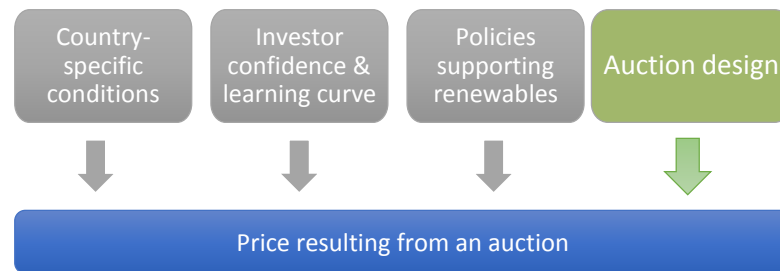 Country-
specific
conditions
Investor
confidence &
learning curve
Policies
supporting
renewables
Auction design
Price resulting from an auction